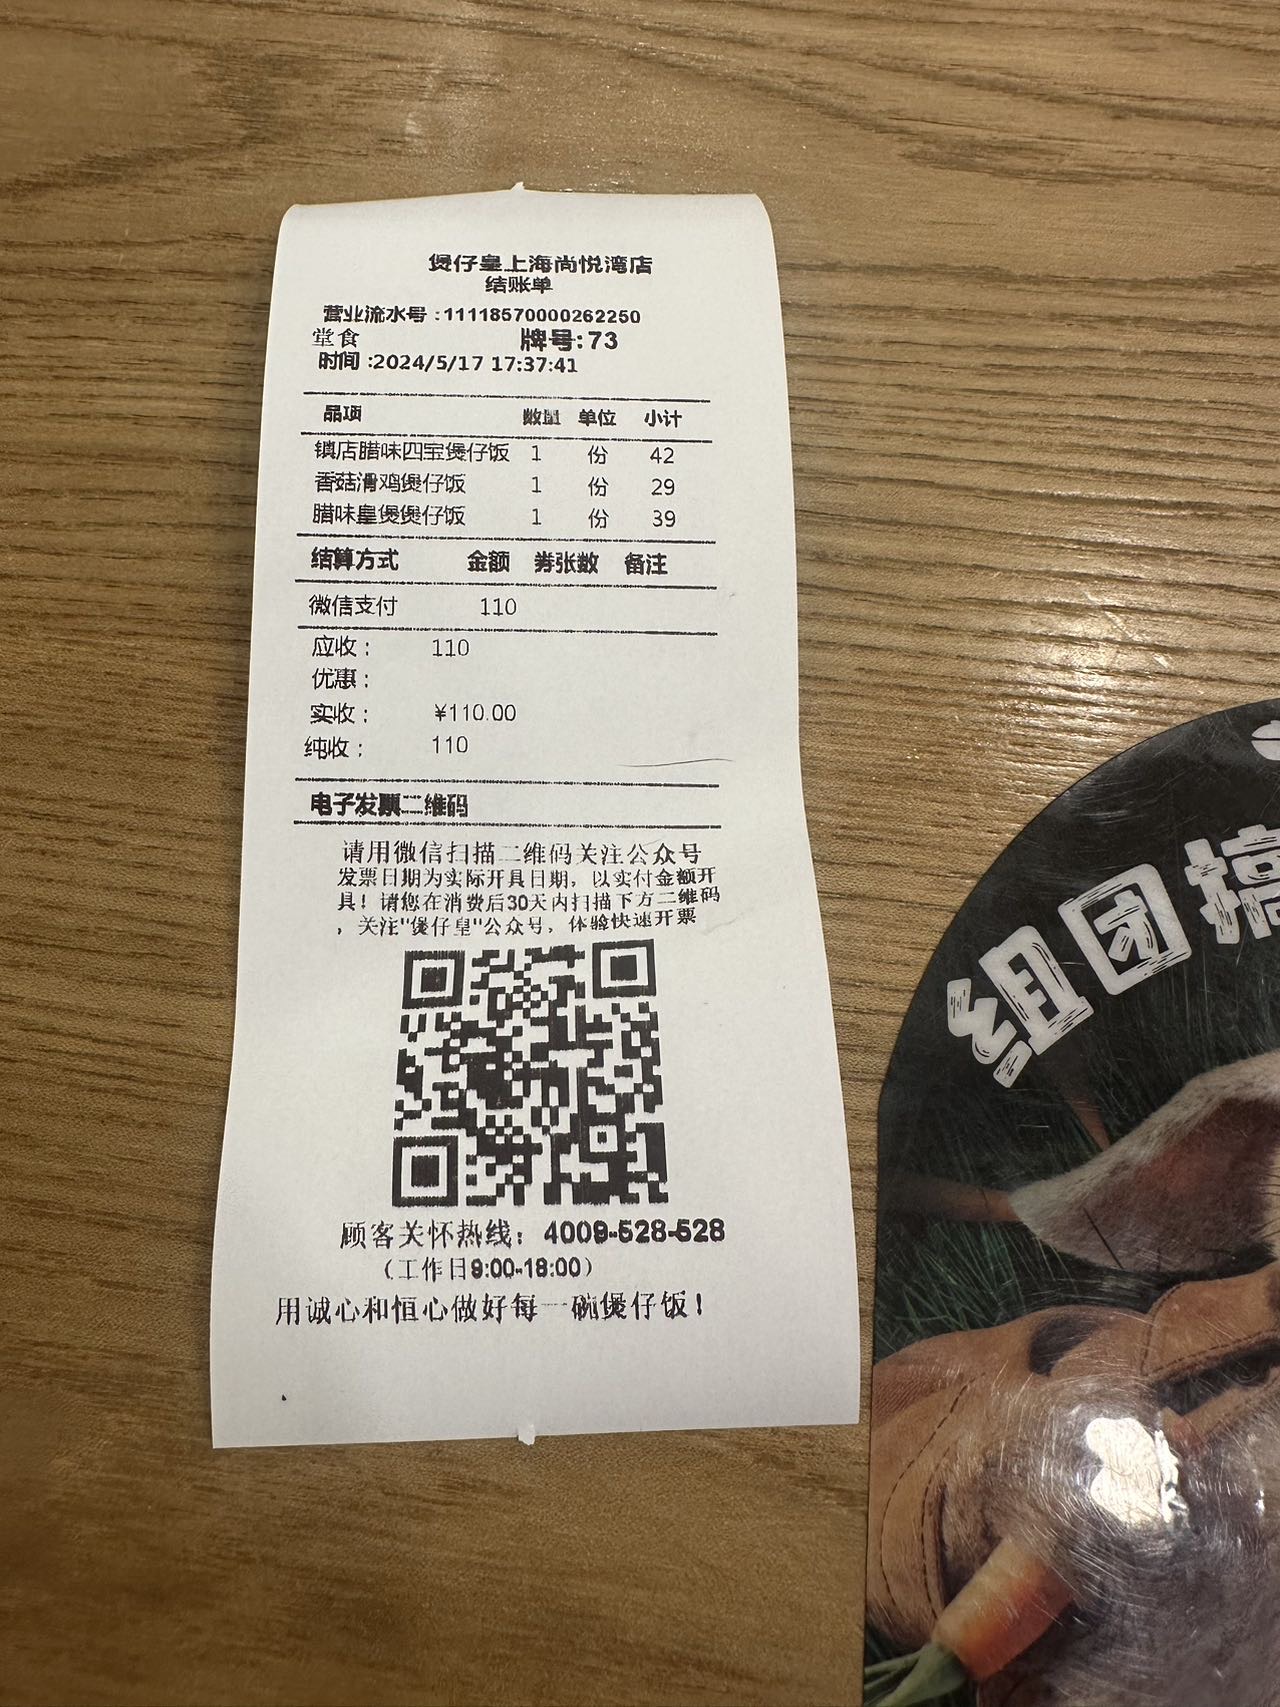 煲仔皇上海尚悦湾店
结账单
营业流水号 :11118570000262250
堂食 牌号:73
时间 :2024/5/17 17:37:41
品项 数量 单位 小计
镇店腊味四宝煲仔饭 1 份 42
香菇滑鸡煲仔饭 1 份 29
腊味皇煲煲仔饭 1 份 39
结算方式 金额 券张数 备注
微信支付 110
应收： 110
优惠：
实收： ¥110.00
纯收： 110
电子发票二维码
请用微信扫描二维码关注公众号
发票日期为实际开具日期，以实付金额开
具！请您在消费后30天内扫描下方二维码
，关注"煲仔皇"公众号，体验快速开票
顾客关怀热线：4009-528-528
（工作日9:00-18:00）
用诚心和恒心做好每一碗煲仔饭！
组团搞